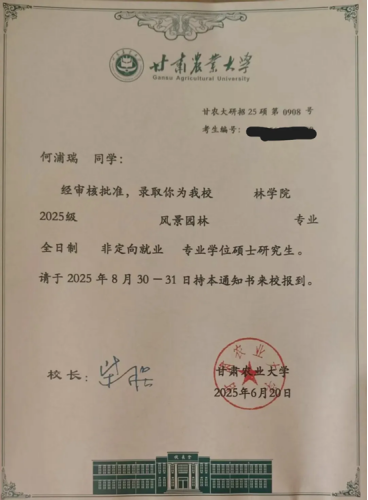 甘肃农业大学
Gansu Agricultural University
甘农大研招25硕第0908号
考生编号:
何浦瑞 同学:
经审核批准,录取你为我校 林学院
2025级 风景园林 专业
全日制 非定向就业 专业学位硕士研究生。
请于2025年8月30-31日持本通知书来校报到。
校长:
甘肃农业大学
2025年6月20日